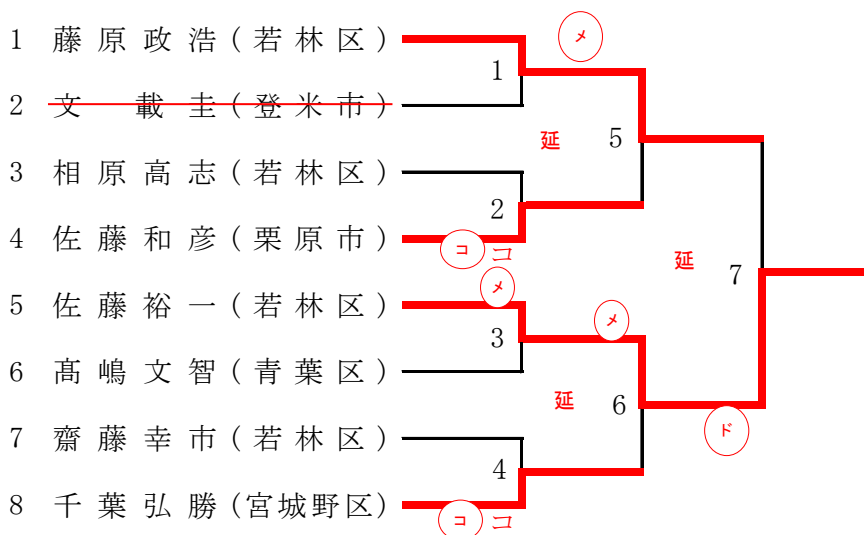 1 藤原政浩(若林区)
メ
1
2 文 載圭(登米市)
延
5
3 相原高志(若林区)
2
4 佐藤和彦(栗原市)
コ コ
延
7
5 佐藤裕一(若林区)
メ
メ
3
6 髙嶋文智(青葉区)
延
6
ド
7 齋藤幸市(若林区)
4
8 千葉弘勝(宮城野区)
コ コ